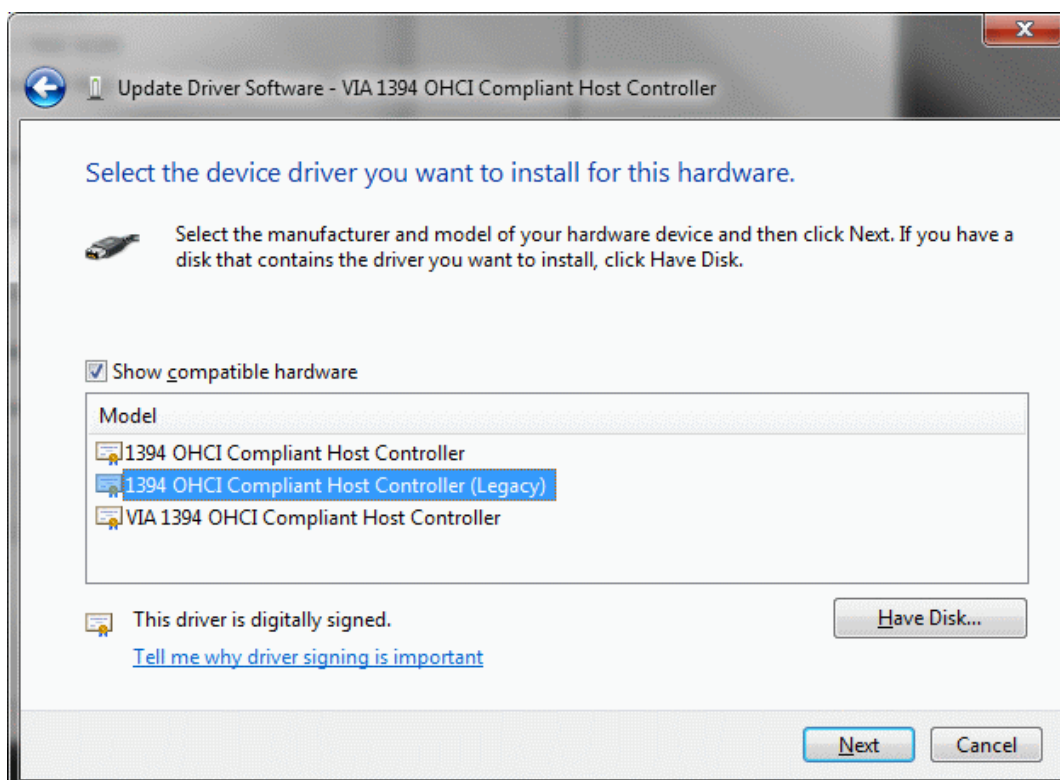 Update Driver Software - VIA 1394 OHCI Compliant Host Controller
Select the device driver you want to install for this hardware.
Select the manufacturer and model of your hardware device and then click Next. If you have a
disk that contains the driver you want to install, click Have Disk.
Show compatible hardware
Model
1394 OHCI Compliant Host Controller
1394 OHCI Compliant Host Controller (Legacy)
VIA 1394 OHCI Compliant Host Controller
This driver is digitally signed.
Have Disk...
Tell me why driver signing is important
Next
Cancel